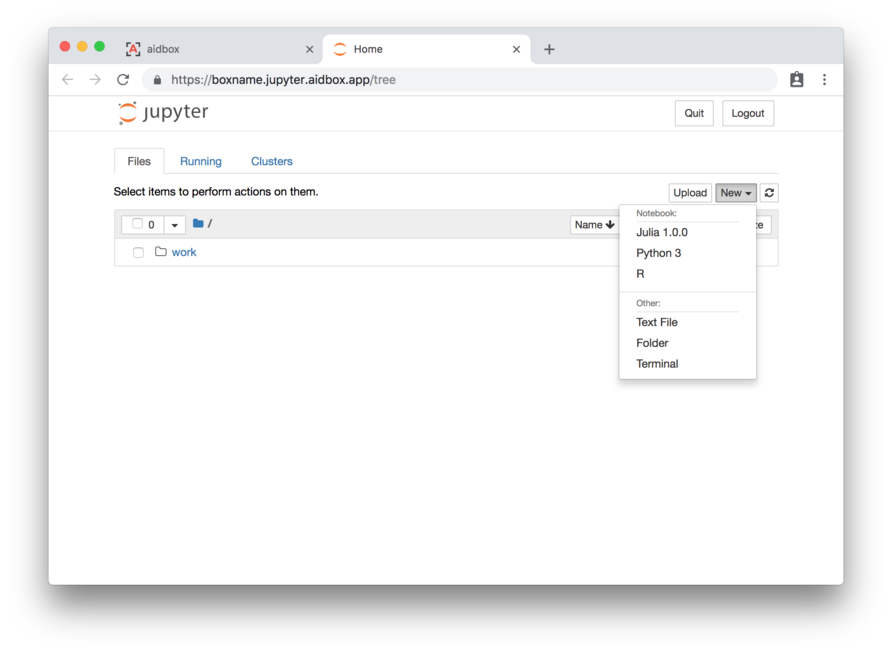 aidbox
Home
https://boxname.jupyter.aidbox.app/tree
jupyter
Quit
Logout
Files
Running
Clusters
Select items to perform actions on them.
Upload
New
0
/
Name
work
Notebook:
Julia 1.0.0
Python 3
R
Other:
Text File
Folder
Terminal